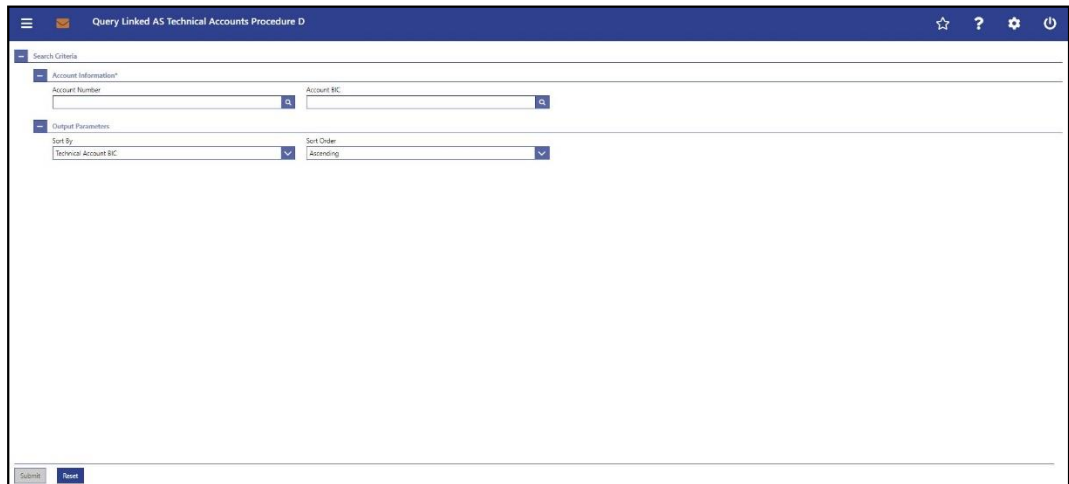 Query Linked AS Technical Accounts Procedure D
Search Criteria
Account Information*
Account Number Account BIC
Output Parameters
Sort By Sort Order
Technical Account BIC Ascending
Submit Reset